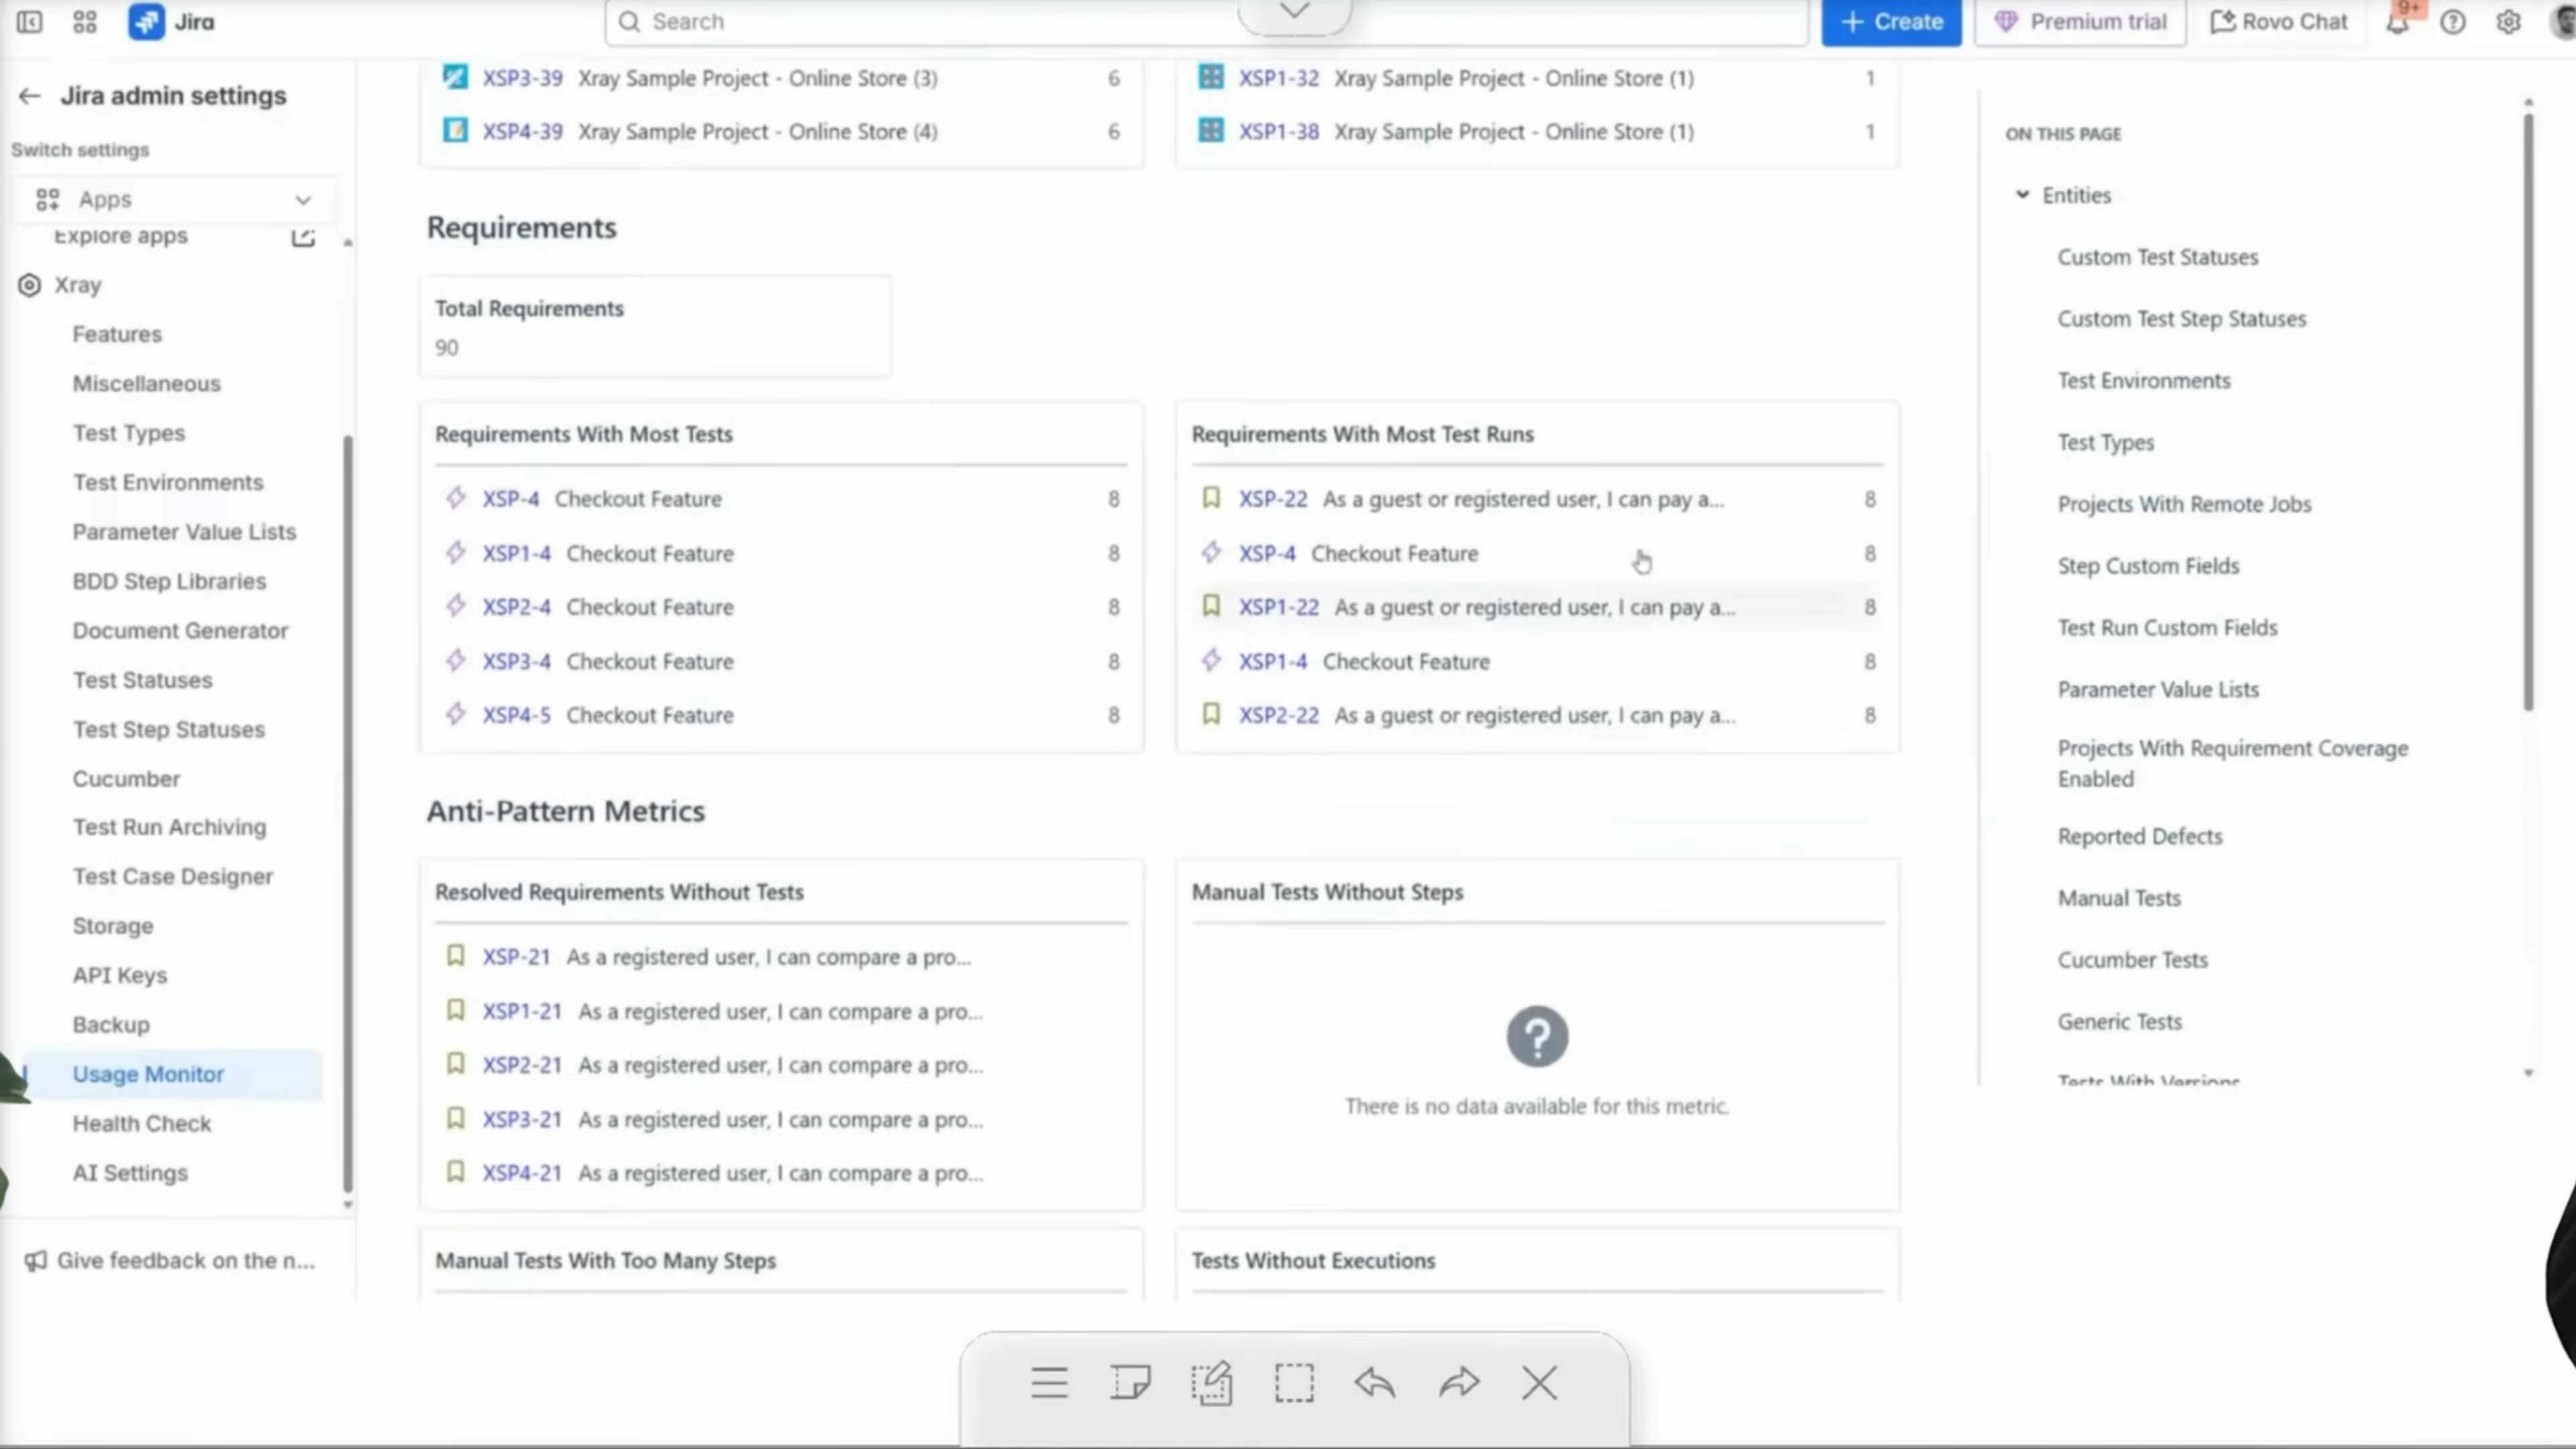 Jira
Search
Create
Premium trial
Rovo Chat
9+
Jira admin settings
Switch settings
Apps
Explore apps
Xray
Features
Miscellaneous
Test Types
Test Environments
Parameter Value Lists
BDD Step Libraries
Document Generator
Test Statuses
Test Step Statuses
Cucumber
Test Run Archiving
Test Case Designer
Storage
API Keys
Backup
Usage Monitor
Health Check
AI Settings
Give feedback on the n...
XSP3-39 Xray Sample Project - Online Store (3) 6
XSP4-39 Xray Sample Project - Online Store (4) 6
XSP1-32 Xray Sample Project - Online Store (1) 1
XSP1-38 Xray Sample Project - Online Store (1) 1
Requirements
Total Requirements
90
Requirements With Most Tests
XSP-4 Checkout Feature 8
XSP1-4 Checkout Feature 8
XSP2-4 Checkout Feature 8
XSP3-4 Checkout Feature 8
XSP4-5 Checkout Feature 8
Requirements With Most Test Runs
XSP-22 As a guest or registered user, I can pay a... 8
XSP-4 Checkout Feature 8
XSP1-22 As a guest or registered user, I can pay a... 8
XSP1-4 Checkout Feature 8
XSP2-22 As a guest or registered user, I can pay a... 8
Anti-Pattern Metrics
Resolved Requirements Without Tests
XSP-21 As a registered user, I can compare a pro...
XSP1-21 As a registered user, I can compare a pro...
XSP2-21 As a registered user, I can compare a pro...
XSP3-21 As a registered user, I can compare a pro...
XSP4-21 As a registered user, I can compare a pro...
Manual Tests Without Steps
There is no data available for this metric.
Manual Tests With Too Many Steps
Tests Without Executions
ON THIS PAGE
Entities
Custom Test Statuses
Custom Test Step Statuses
Test Environments
Test Types
Projects With Remote Jobs
Step Custom Fields
Test Run Custom Fields
Parameter Value Lists
Projects With Requirement Coverage
Enabled
Reported Defects
Manual Tests
Cucumber Tests
Generic Tests
Tests With Versions